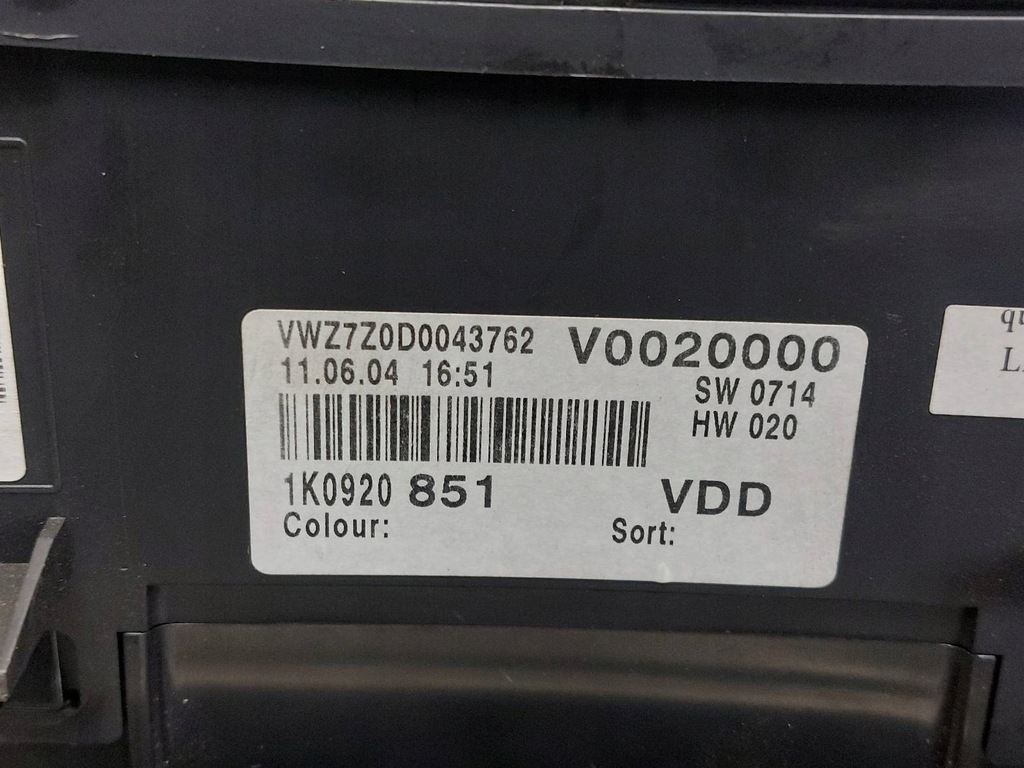 VWZ7Z0D0043762 V0020000
11.06.04 16:51 SW 0714
HW 020
1K0920 851 VDD
Colour: Sort: